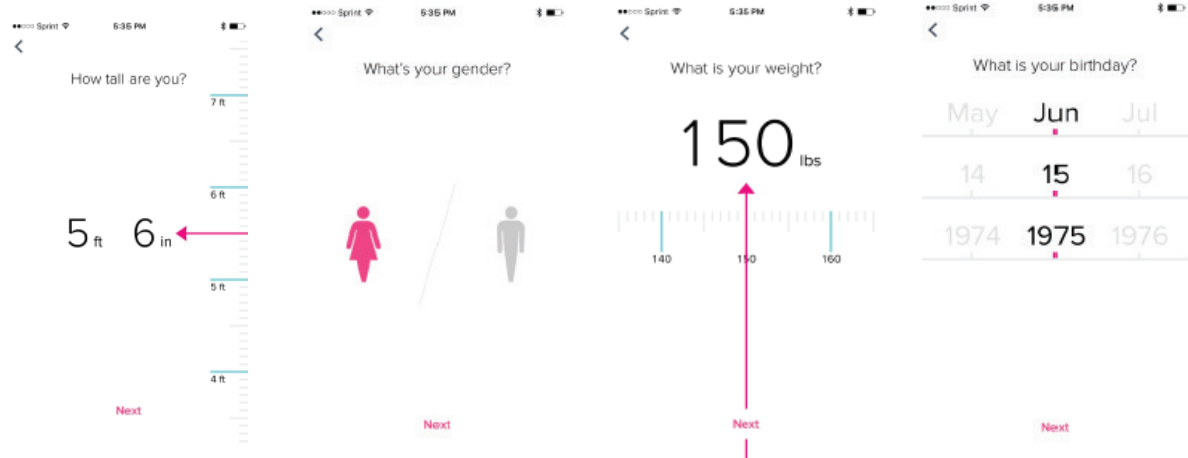 ●●○○○ Sprint 5:35 PM
<
How tall are you?
7 ft
6 ft
5 ft 6 in
5 ft
4 ft
Next
●●○○○ Sprint 5:35 PM
<
What's your gender?
Next
●●○○○ Sprint 5:35 PM
<
What is your weight?
150 lbs
140 150 160
Next
●●○○○ Sprint 5:35 PM
<
What is your birthday?
May Jun Jul
14 15 16
1974 1975 1976
Next